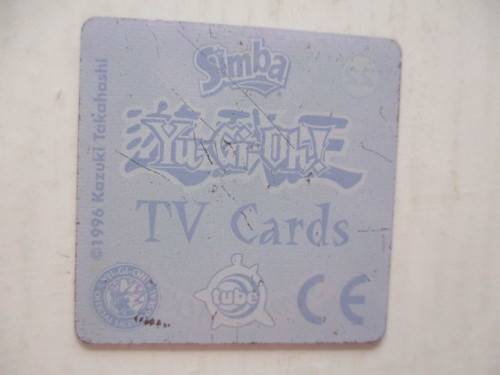 Simba
Yu-Gi-Oh!
TV Cards
©1996 Kazuki Takahashi
tube
CE